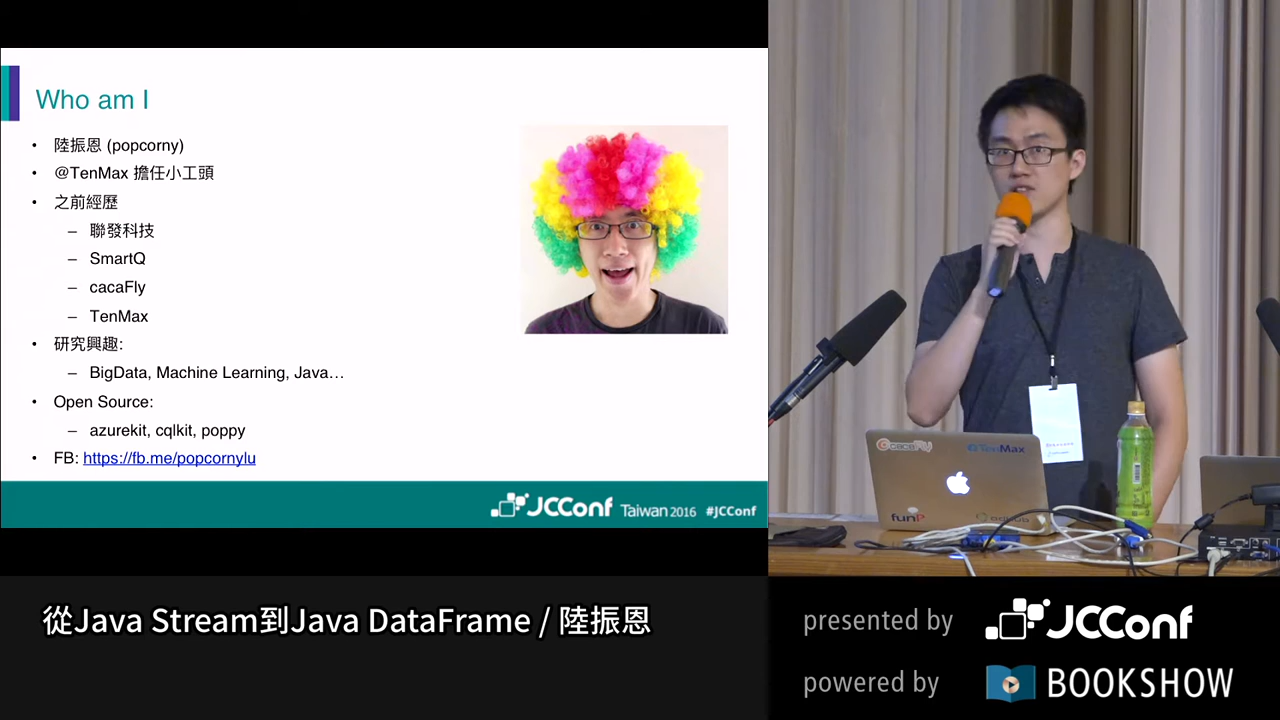 Who am I
• 陸振恩 (popcorny)
• @TenMax 擔任小工頭
• 之前經歷
– 聯發科技
– SmartQ
– cacaFly
– TenMax
• 研究興趣:
– BigData, Machine Learning, Java…
• Open Source:
– azurekit, cqlkit, poppy
• FB: https://fb.me/popcornylu
JCConf Taiwan 2016 #JCConf
cacaFly
TenMax
funP
從Java Stream到Java DataFrame / 陸振恩
presented by JCConf
powered by BOOKSHOW